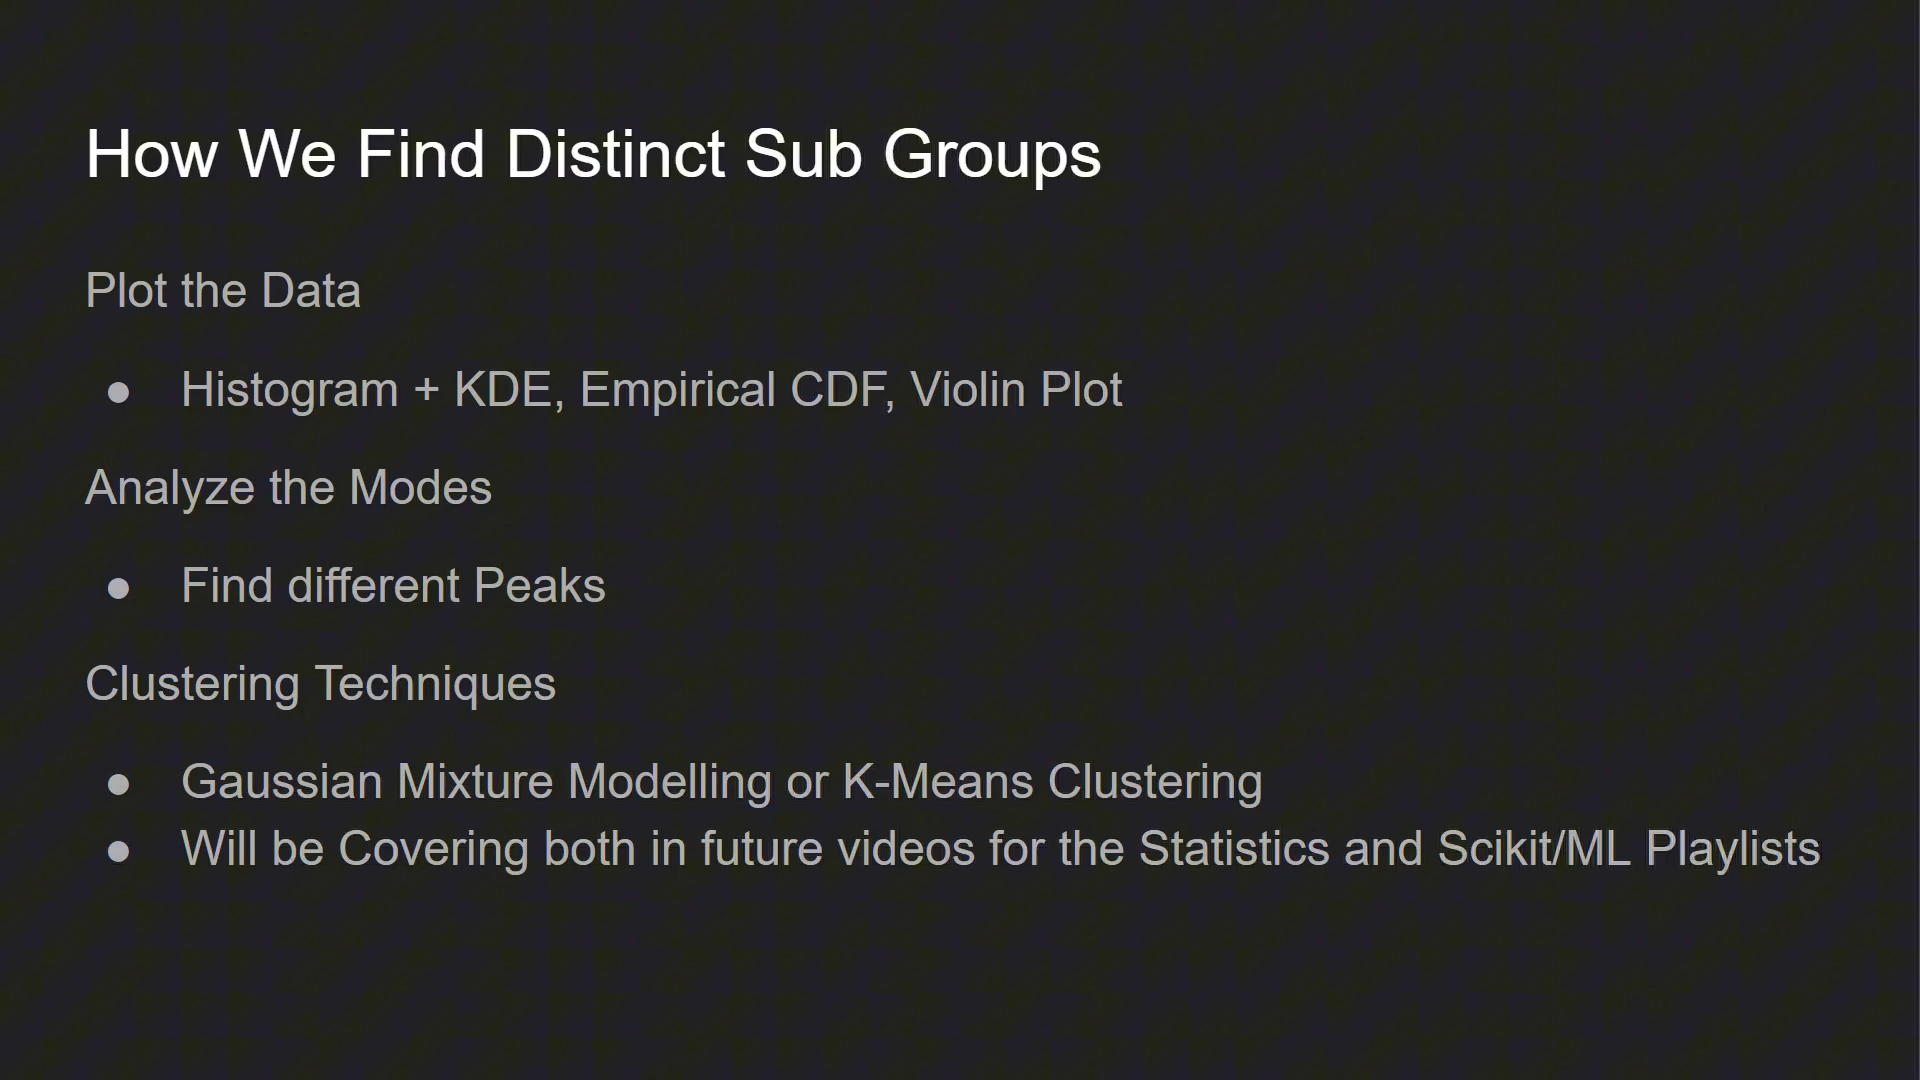 How We Find Distinct Sub Groups
Plot the Data
● Histogram + KDE, Empirical CDF, Violin Plot
Analyze the Modes
● Find different Peaks
Clustering Techniques
● Gaussian Mixture Modelling or K-Means Clustering
● Will be Covering both in future videos for the Statistics and Scikit/ML Playlists